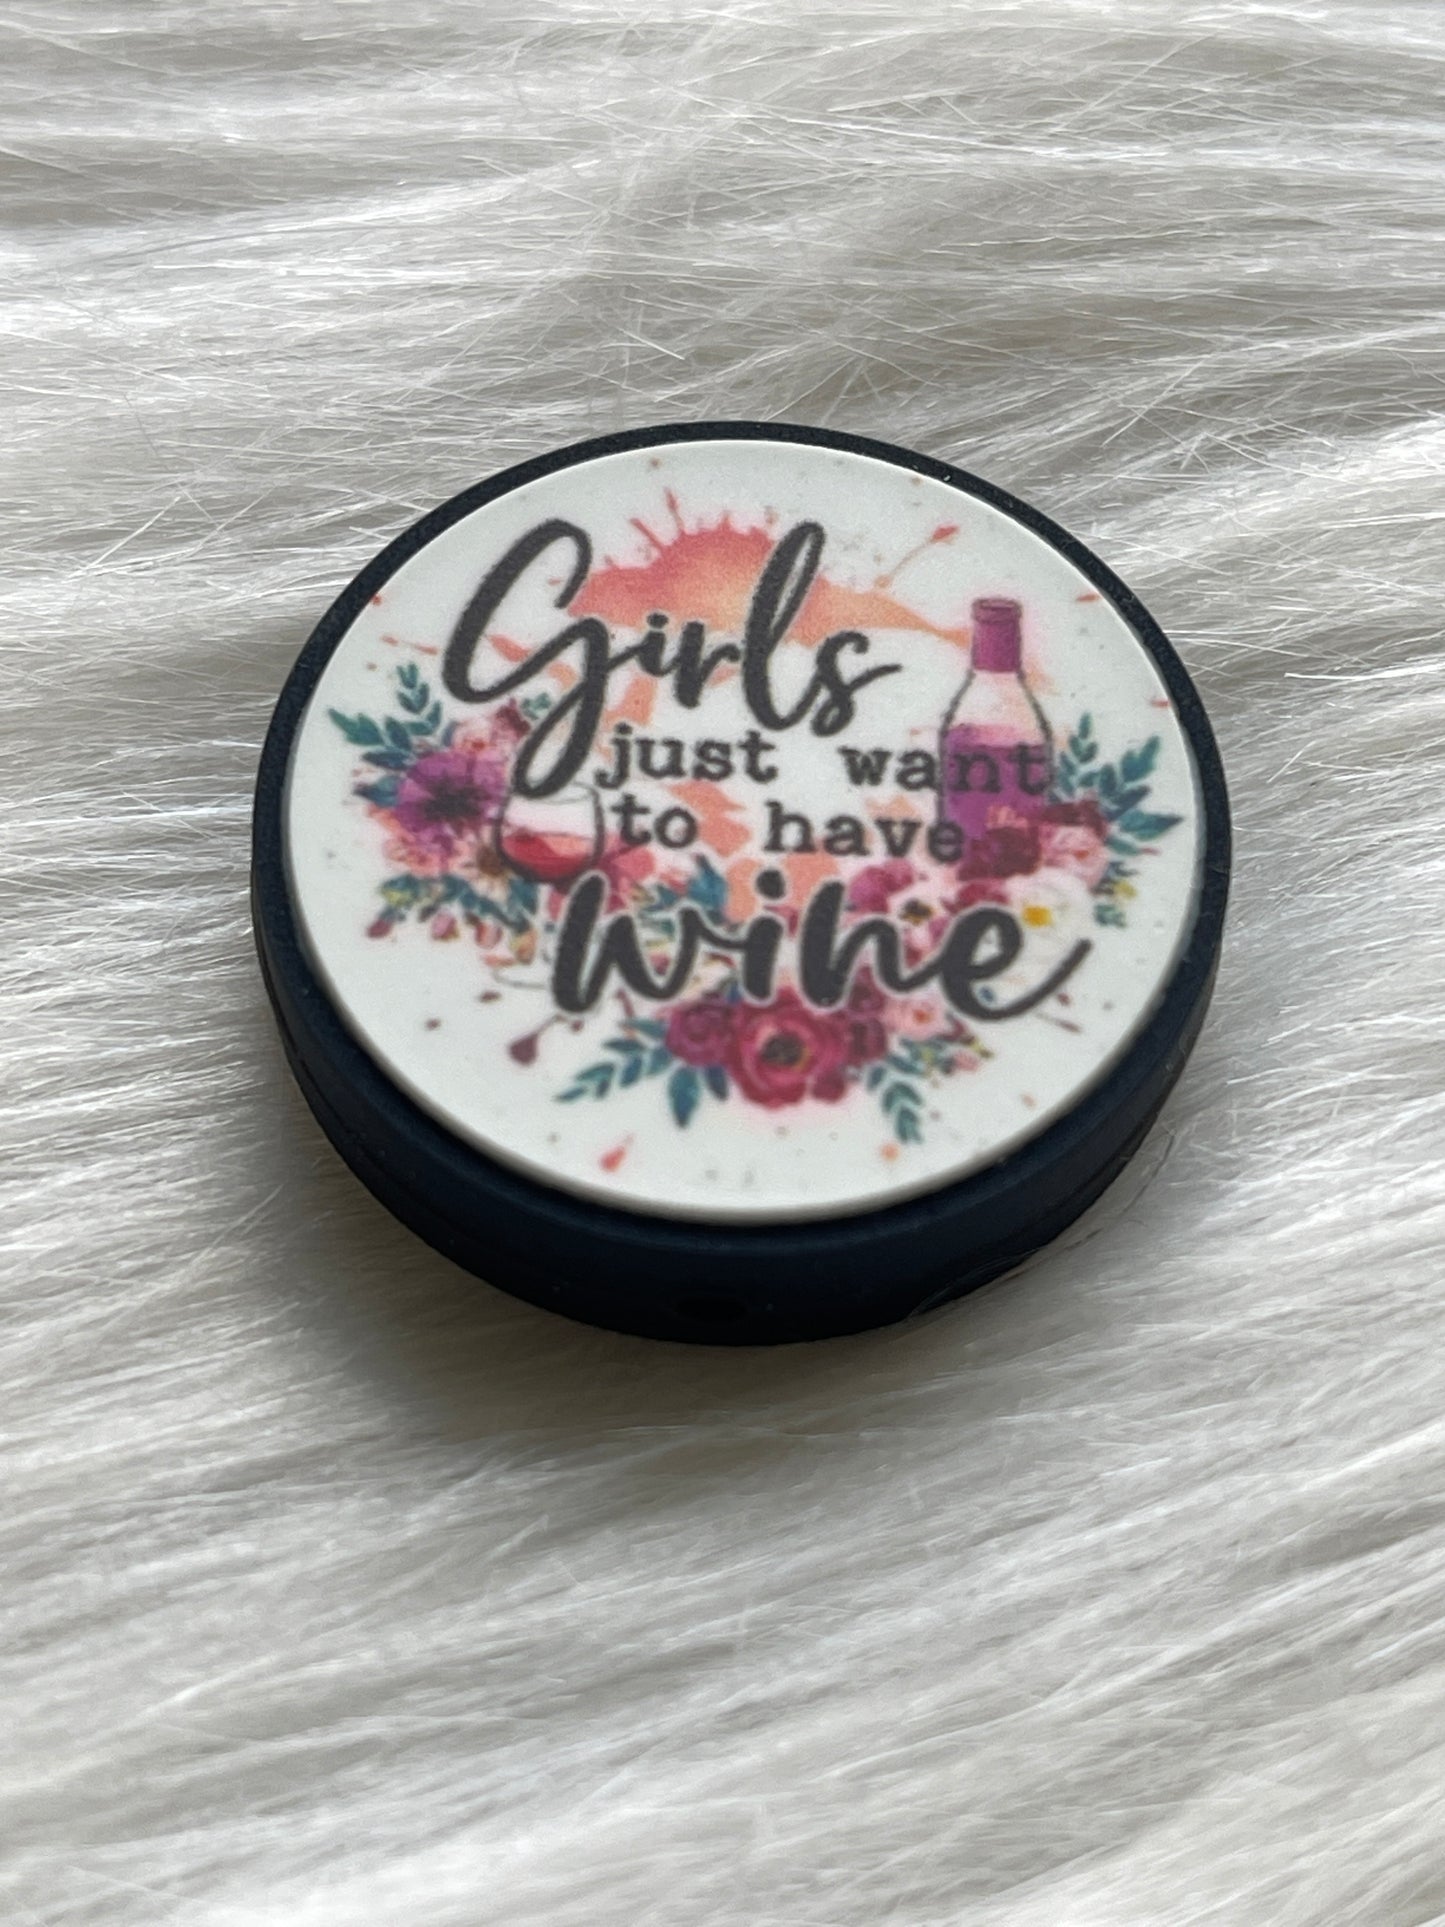 Girls
just want
to have
wine